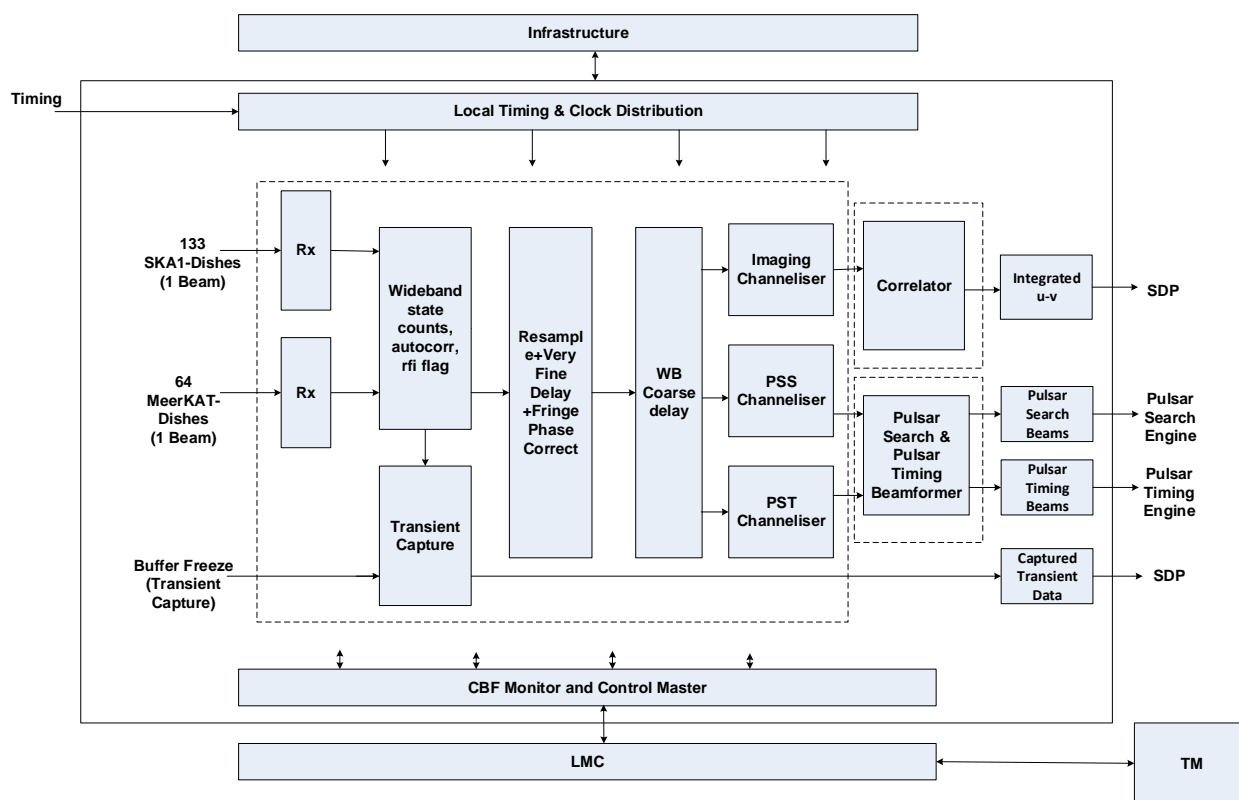 Infrastructure
Timing
Local Timing & Clock Distribution
133
SKA1-Dishes
(1 Beam)
Rx
64
MeerKAT-
Dishes
(1 Beam)
Rx
Wideband
state
counts,
autocorr,
rfi flag
Transient
Capture
Buffer Freeze
(Transient
Capture)
Resampl
e+Very
Fine
Delay
+Fringe
Phase
Correct
WB
Coarse
delay
Imaging
Channeliser
PSS
Channeliser
PST
Channeliser
Correlator
Pulsar
Search &
Pulsar
Timing
Beamformer
Integrated
u-v
SDP
Pulsar
Search
Beams
Pulsar
Search
Engine
Pulsar
Timing
Beams
Pulsar
Timing
Engine
Captured
Transient
Data
SDP
CBF Monitor and Control Master
LMC
TM